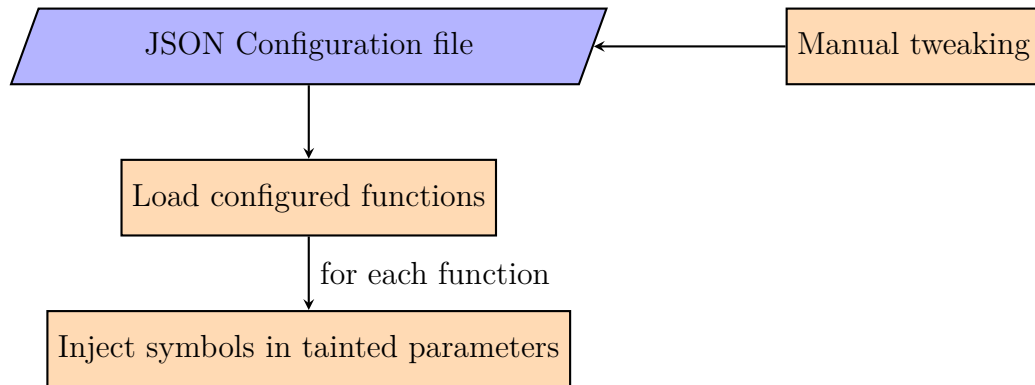 JSON Configuration file
Manual tweaking
Load configured functions
for each function
Inject symbols in tainted parameters